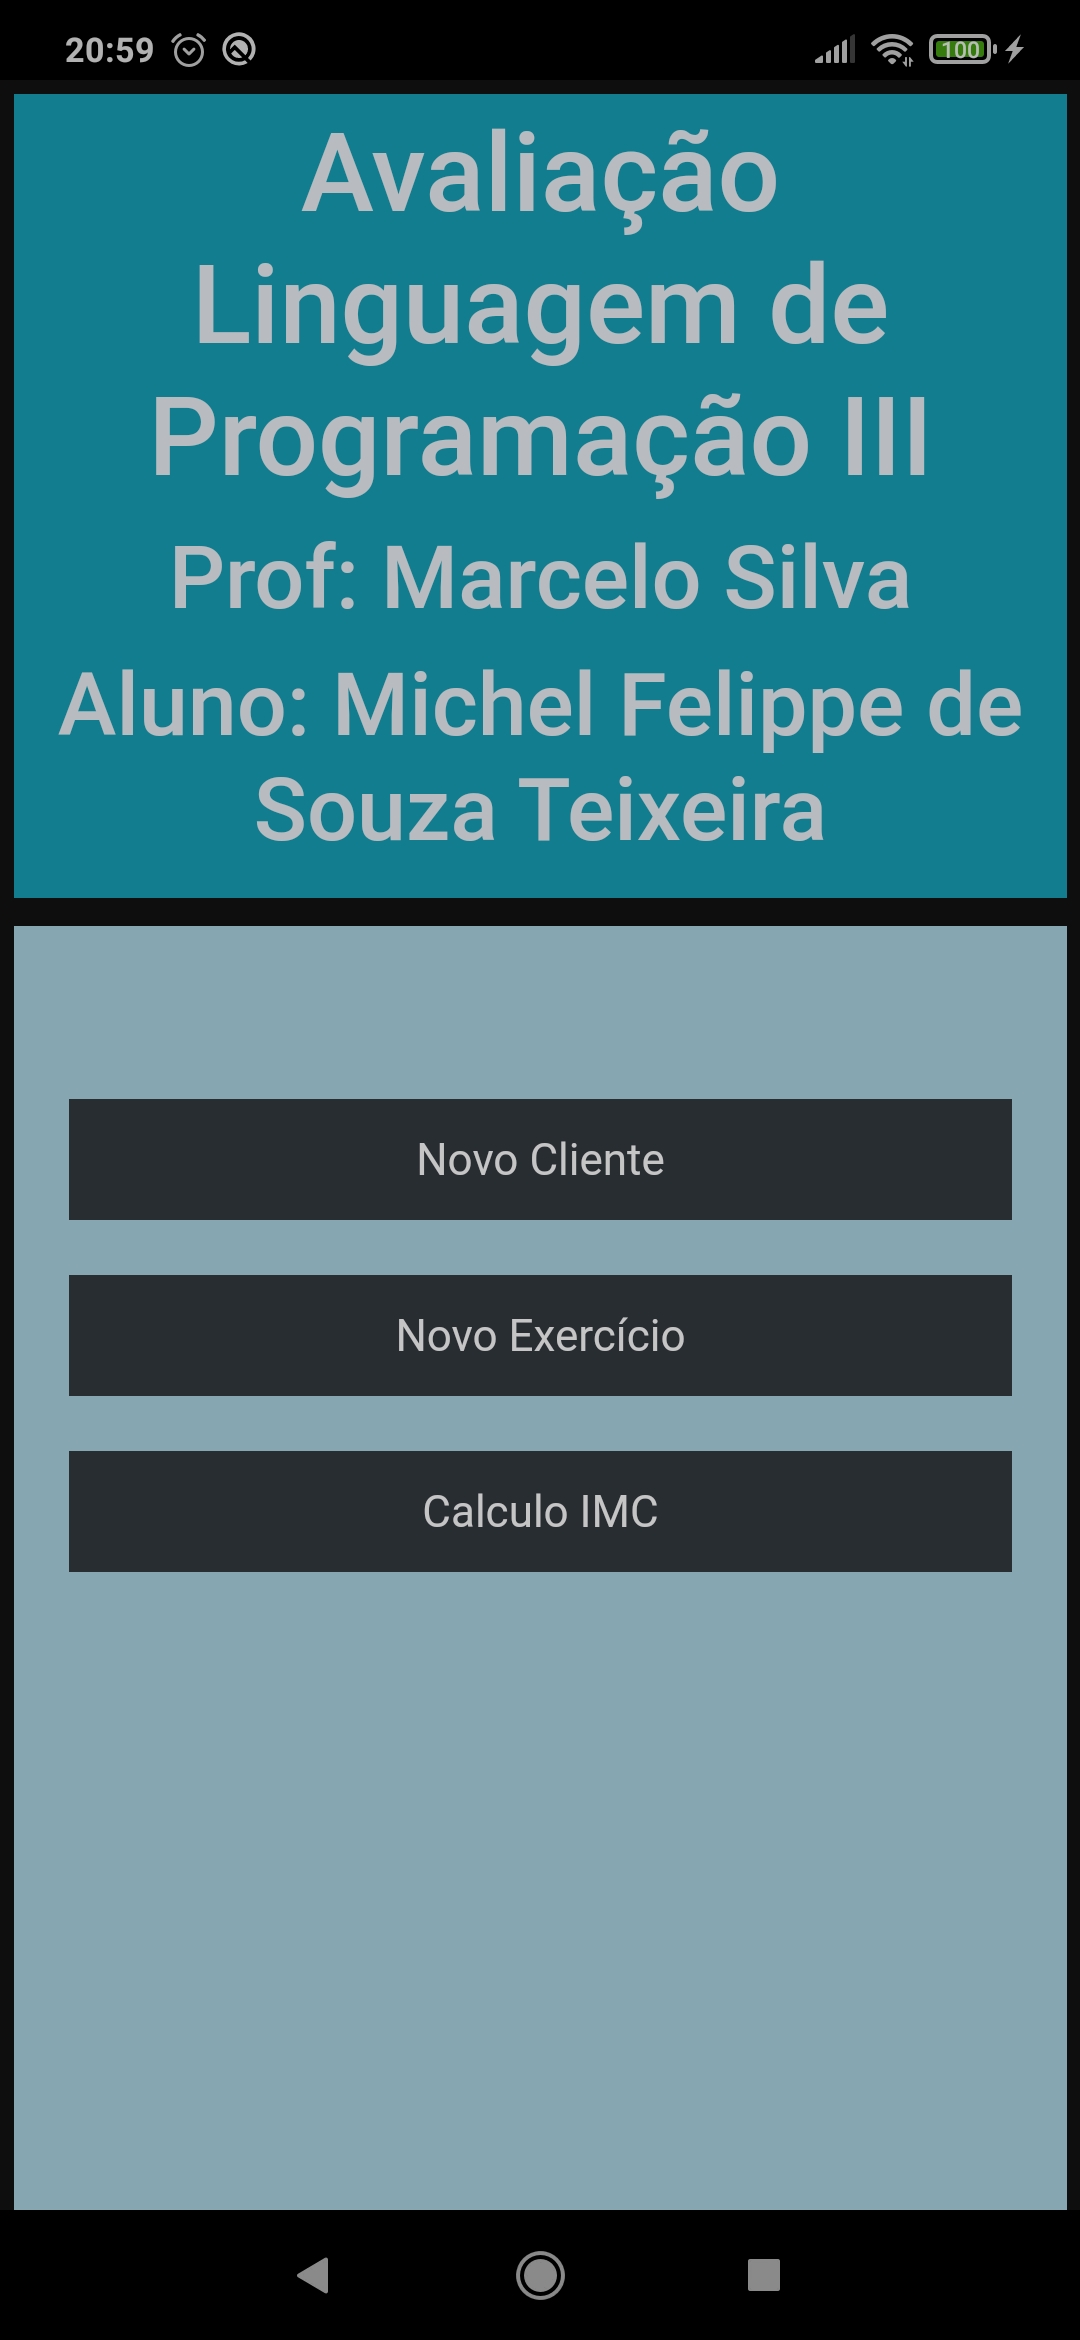 20:59
100
Avaliação
Linguagem de
Programação III
Prof: Marcelo Silva
Aluno: Michel Felippe de
Souza Teixeira
Novo Cliente
Novo Exercício
Calculo IMC